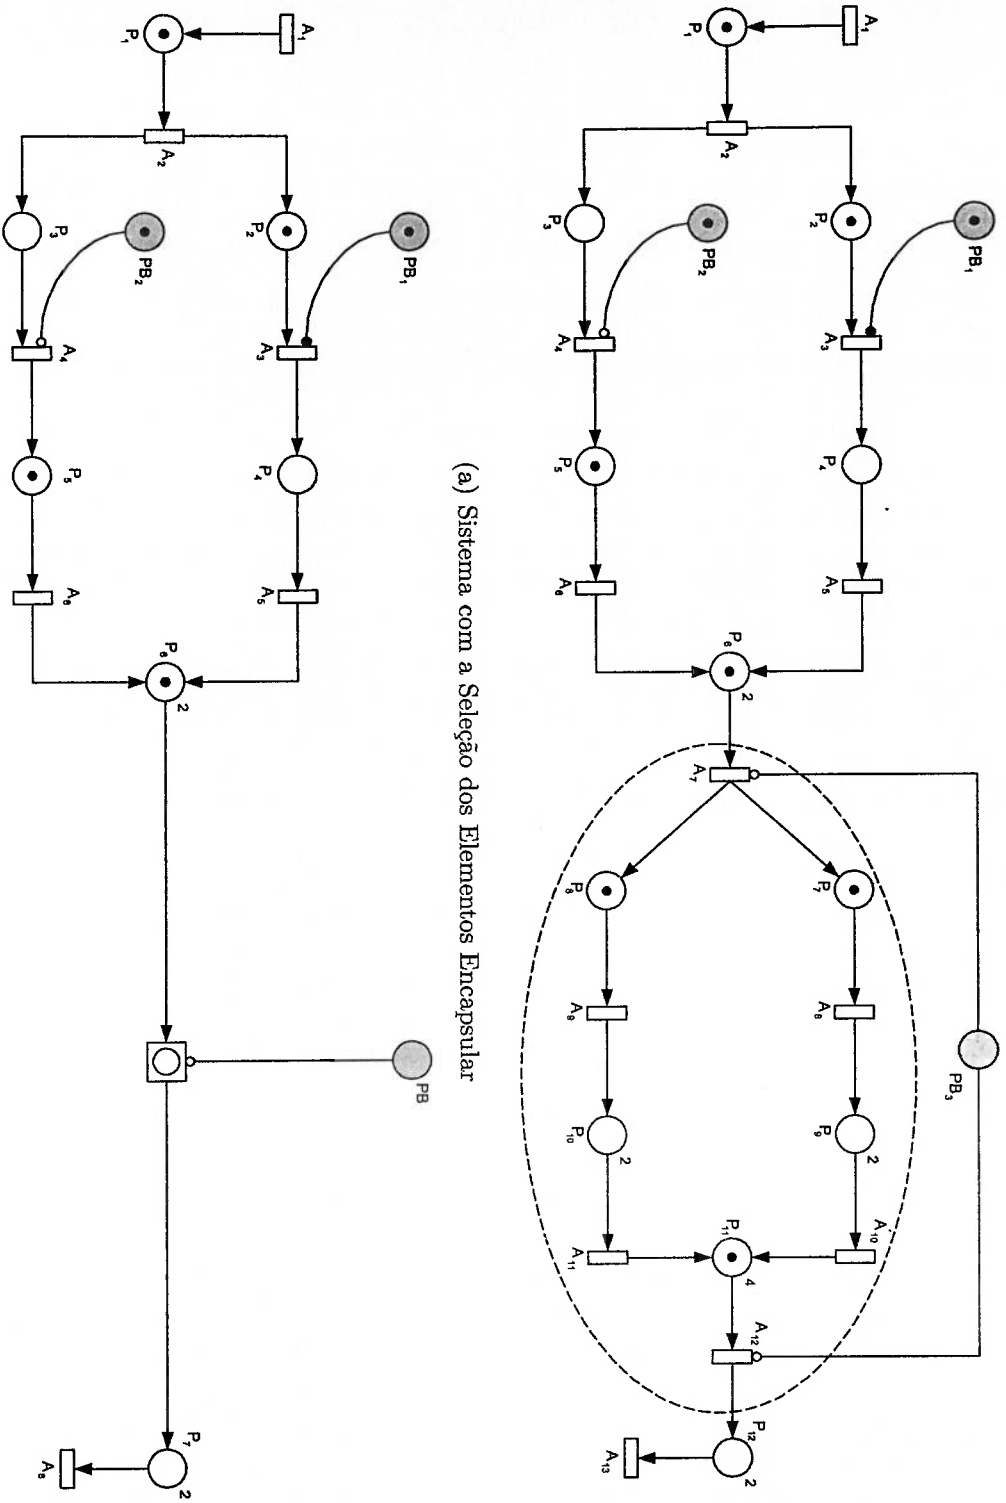 A₁
P₁
A₂
P₂
P₃
PB₁
PB₂
A₃
A₄
P₄
P₅
A₅
A₆
P₆
2
A₇
P₇
P₈
A₈
A₉
PB₃
P₉
2
P₁₀
2
A₁₀
A₁₁
P₁₁
4
A₁₂
P₁₂
2
A₁₃
(a) Sistema com a Seleção dos Elementos Encapsular
A₁
P₁
A₂
P₂
P₃
PB₁
PB₂
A₃
A₄
P₄
P₅
A₅
A₆
P₆
2
PB
P₇
2
A₈